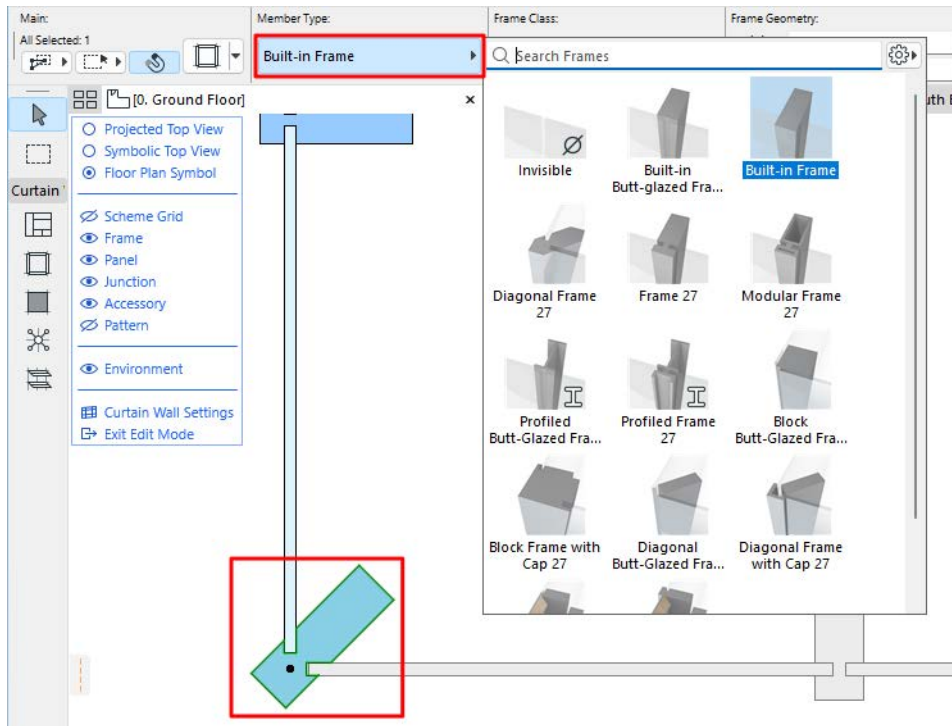 Main:
Member Type:
Frame Class:
Frame Geometry:
All Selected: 1
Built-in Frame
Search Frames
[0. Ground Floor]
Projected Top View
Symbolic Top View
Floor Plan Symbol
Curtain
Scheme Grid
Frame
Panel
Junction
Accessory
Pattern
Environment
Curtain Wall Settings
Exit Edit Mode
Invisible
Built-in
Butt-glazed Fra...
Built-in Frame
Diagonal Frame
27
Frame 27
Modular Frame
27
Profiled
Butt-Glazed Fra...
Profiled Frame
27
Block
Butt-Glazed Fra...
Block Frame with
Cap 27
Diagonal
Butt-Glazed Fra...
Diagonal Frame
with Cap 27